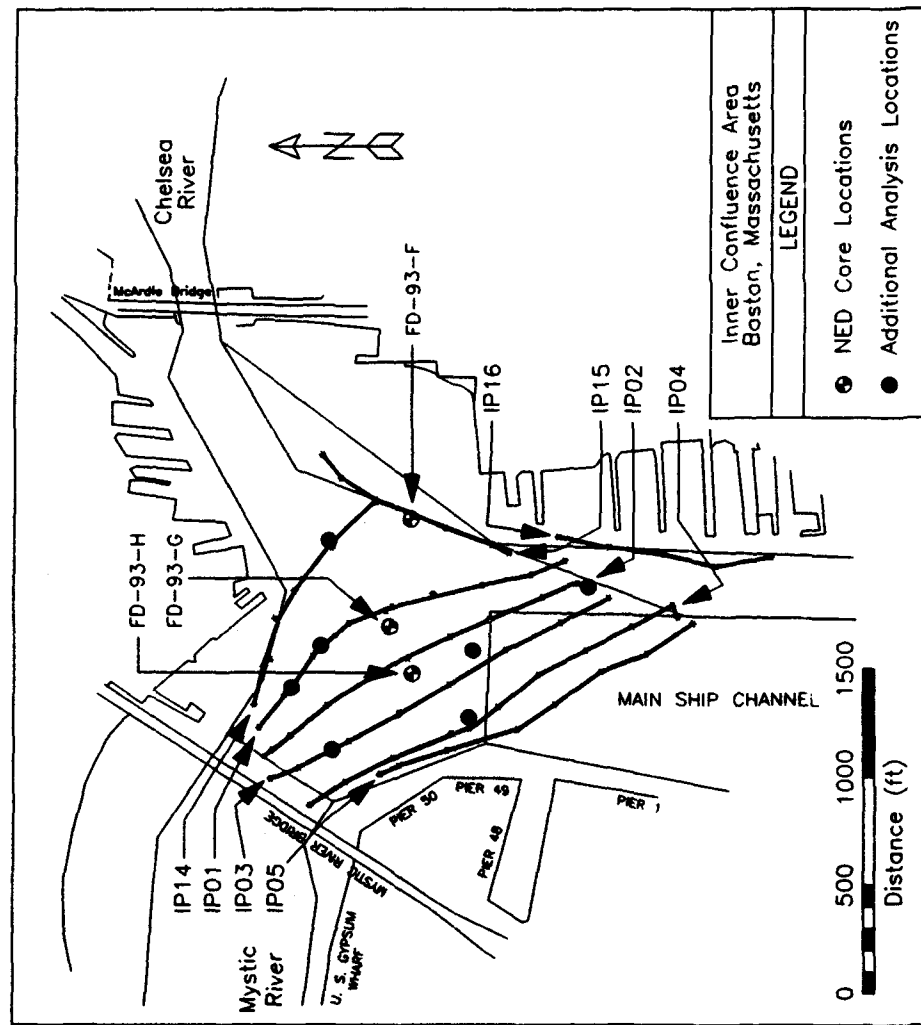 Chelsea
River
McArdle Bridge
FD-93-F
FD-93-H
FD-93-G
IP16
IP15
IP02
IP04
IP14
IP01
IP03
IP05
Mystic
River
MYSTIC RIVER BRIDGE
U. S. GYPSUM
WHARF
PIER 50
PIER 49
PIER 48
PIER 1
MAIN SHIP CHANNEL
N
0 500 1000 1500
Distance (ft)
Inner Confluence Area
Boston, Massachusetts
LEGEND
NED Core Locations
Additional Analysis Locations